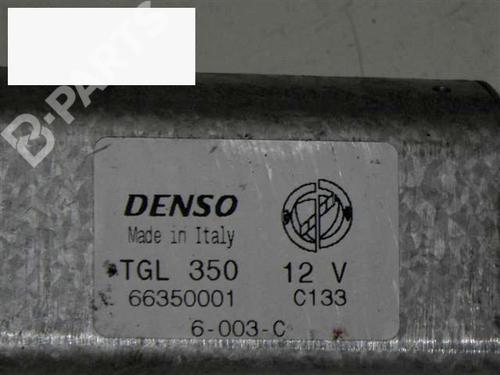 B-PARTS
DENSO
Made in Italy
TGL 350 12 V
66350001 C133
6-003-C